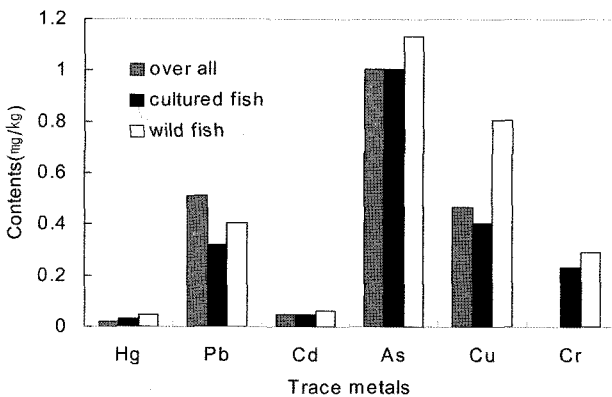 1.2
1
0.8
0.6
0.4
0.2
0
Contents(mg/kg)
over all
cultured fish
wild fish
Hg Pb Cd As Cu Cr
Trace metals